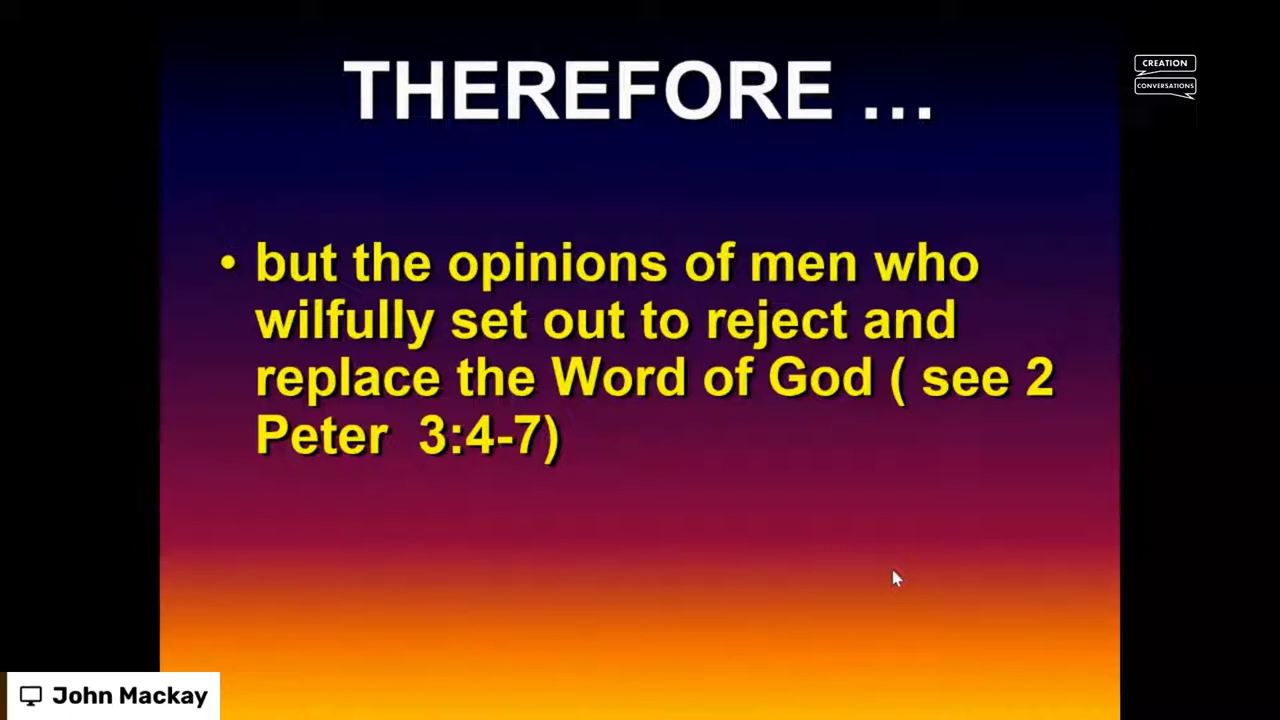 THEREFORE ...
CREATION
CONVERSATIONS
• but the opinions of men who
wilfully set out to reject and
replace the Word of God ( see 2
Peter 3:4-7)
John Mackay